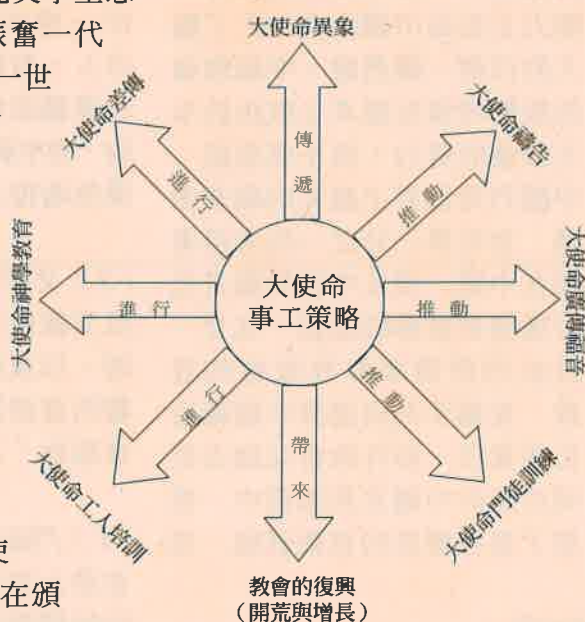 振奮一代
一世
大使命異象
傳遞
大使命禱告
推動
大使命廣傳福音
推動
大使命門徒訓練
推動
教會的復興
（開荒與增長）
帶來
大使命工人培訓
進行
大使命神學教育
進行
大使命差傳
進行
大使命
事工策略
使
在頒